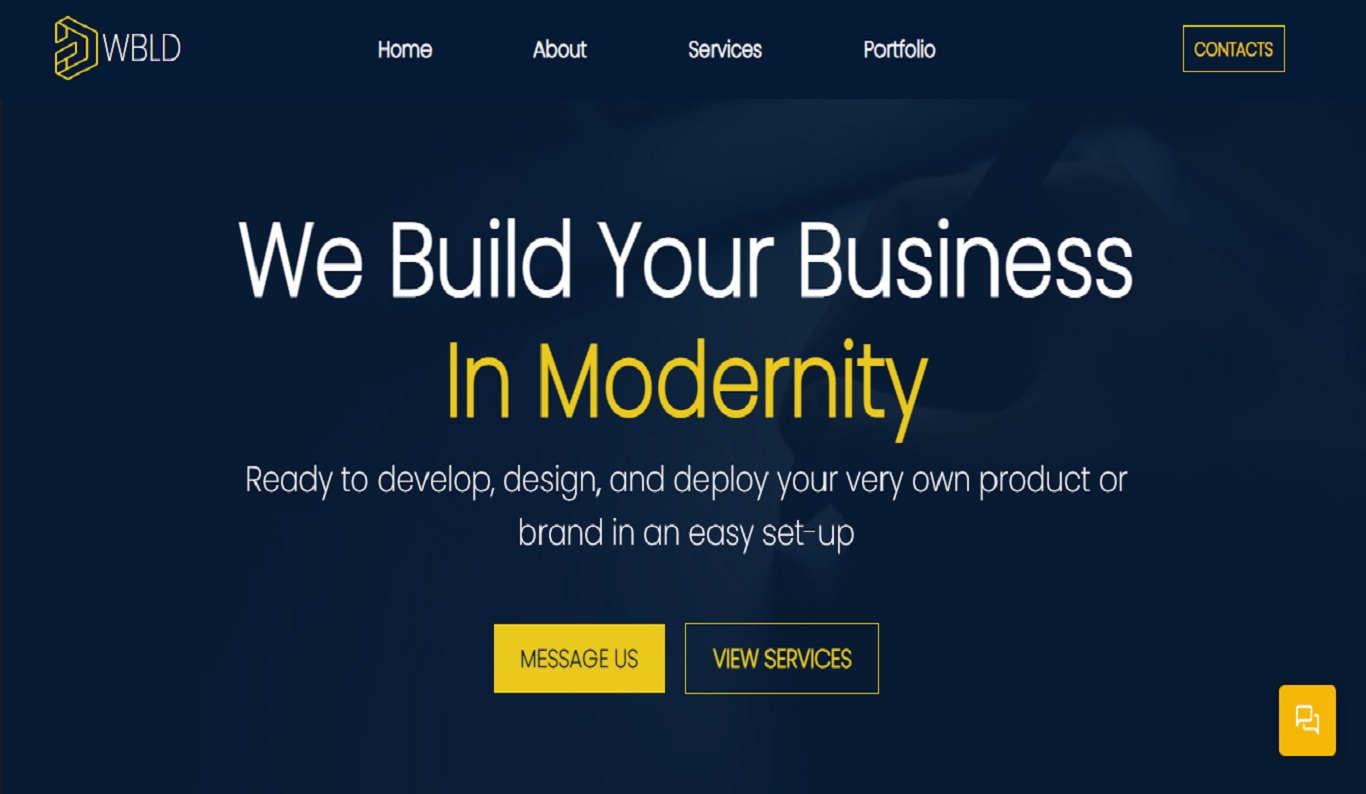 WBLD
Home About Services Portfolio CONTACTS
We Build Your Business
In Modernity
Ready to develop, design, and deploy your very own product or
brand in an easy set-up
MESSAGE US VIEW SERVICES